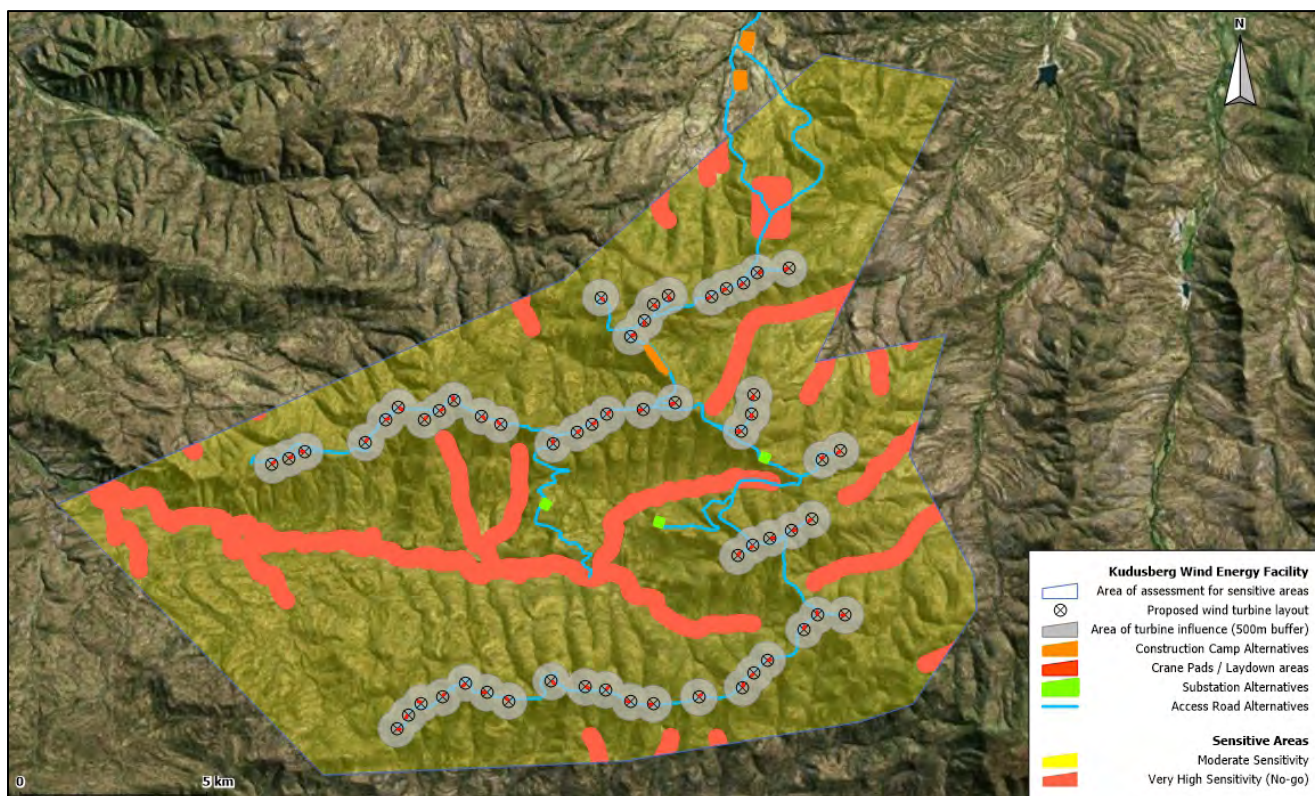 N
Kudusberg Wind Energy Facility
Area of assessment for sensitive areas
Proposed wind turbine layout
Area of turbine influence (500m buffer)
Construction Camp Alternatives
Crane Pads / Laydown areas
Substation Alternatives
Access Road Alternatives
Sensitive Areas
Moderate Sensitivity
Very High Sensitivity (No-go)
0 5 km